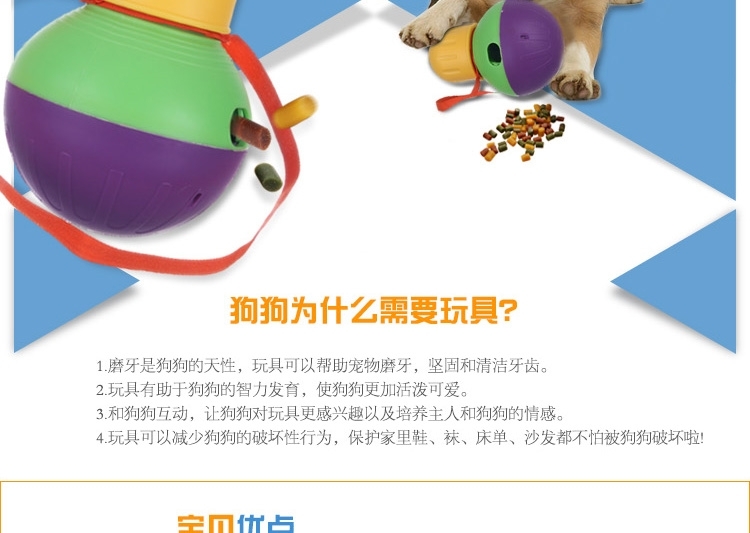 狗狗为什么需要玩具?
1.磨牙是狗狗的天性，玩具可以帮助宠物磨牙，坚固和清洁牙齿。
2.玩具有助于狗狗的智力发育，使狗狗更加活泼可爱。
3.和狗狗互动，让狗狗对玩具更感兴趣以及培养主人和狗狗的情感。
4.玩具可以减少狗狗的破坏性行为，保护家里鞋、袜、床单、沙发都不怕被狗狗破坏啦!
宝贝优点